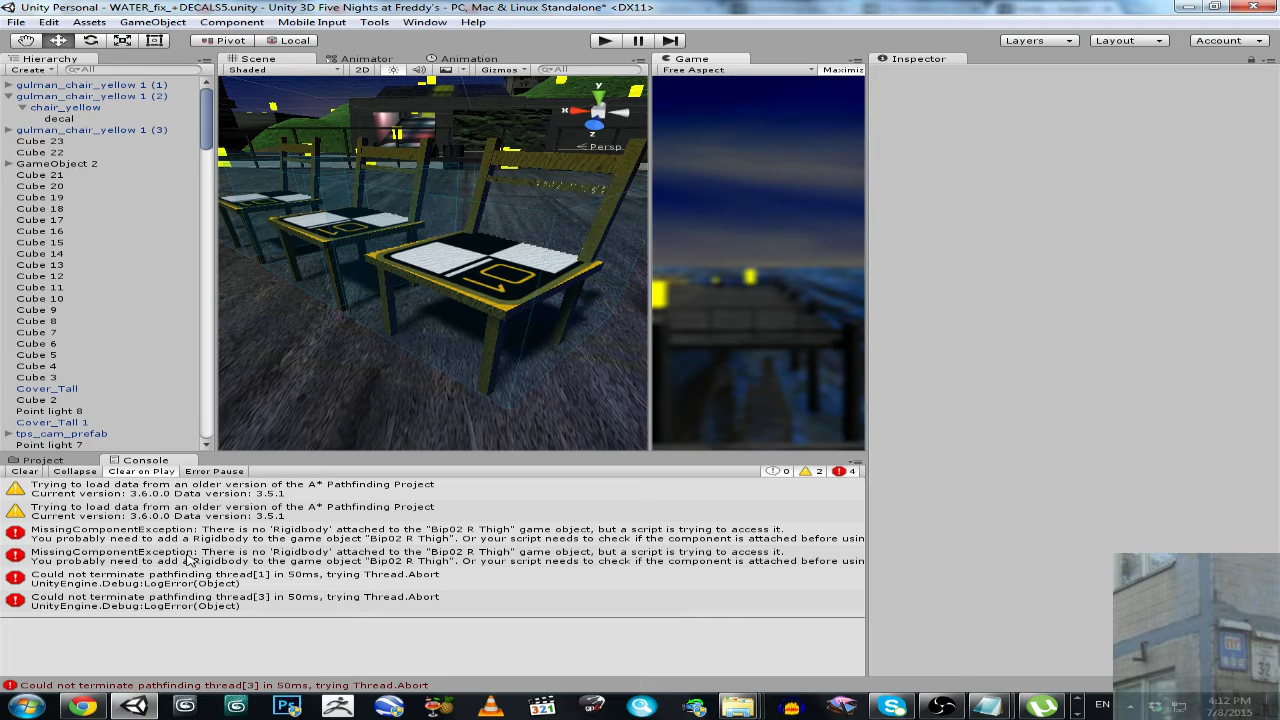 Unity Personal - WATER_fix_+DECALS5.unity - Unity 3D Five Nights at Freddy's - PC, Mac & Linux Standalone* <DX11>
File Edit Assets GameObject Component Mobile Input Tools Window Help
Pivot Local Layers Layout Account
Hierarchy Scene Animator Animation Game Inspector
Create All Shaded 2D Gizmos All Free Aspect Maximiz
gulman_chair_yellow 1 (1)
gulman_chair_yellow 1 (2)
chair_yellow
decal
gulman_chair_yellow 1 (3)
Cube 23
Cube 22
GameObject 2
Cube 21
Cube 20
Cube 19
Cube 18
Cube 17
Cube 16
Cube 15
Cube 14
Cube 13
Cube 12
Cube 11
Cube 10
Cube 9
Cube 8
Cube 7
Cube 6
Cube 5
Cube 4
Cube 3
Cover_Tall
Cube 2
Point light 8
Cover_Tall 1
tps_cam_prefab
Point light 7
y
x
z
Persp
10
10
Project Console
Clear Collapse Clear on Play Error Pause 0 2 4
Trying to load data from an older version of the A* Pathfinding Project
Current version: 3.6.0.0 Data version: 3.5.1
Trying to load data from an older version of the A* Pathfinding Project
Current version: 3.6.0.0 Data version: 3.5.1
MissingComponentException: There is no 'Rigidbody' attached to the "Bip02 R Thigh" game object, but a script is trying to access it.
You probably need to add a Rigidbody to the game object "Bip02 R Thigh". Or your script needs to check if the component is attached before usin
MissingComponentException: There is no 'Rigidbody' attached to the "Bip02 R Thigh" game object, but a script is trying to access it.
You probably need to add a Rigidbody to the game object "Bip02 R Thigh". Or your script needs to check if the component is attached before usin
Could not terminate pathfinding thread[1] in 50ms, trying Thread.Abort
UnityEngine.Debug:LogError(Object)
Could not terminate pathfinding thread[3] in 50ms, trying Thread.Abort
UnityEngine.Debug:LogError(Object)
Could not terminate pathfinding thread[3] in 50ms, trying Thread.Abort
32
Ps
321
EN
4:12 PM
7/8/2015